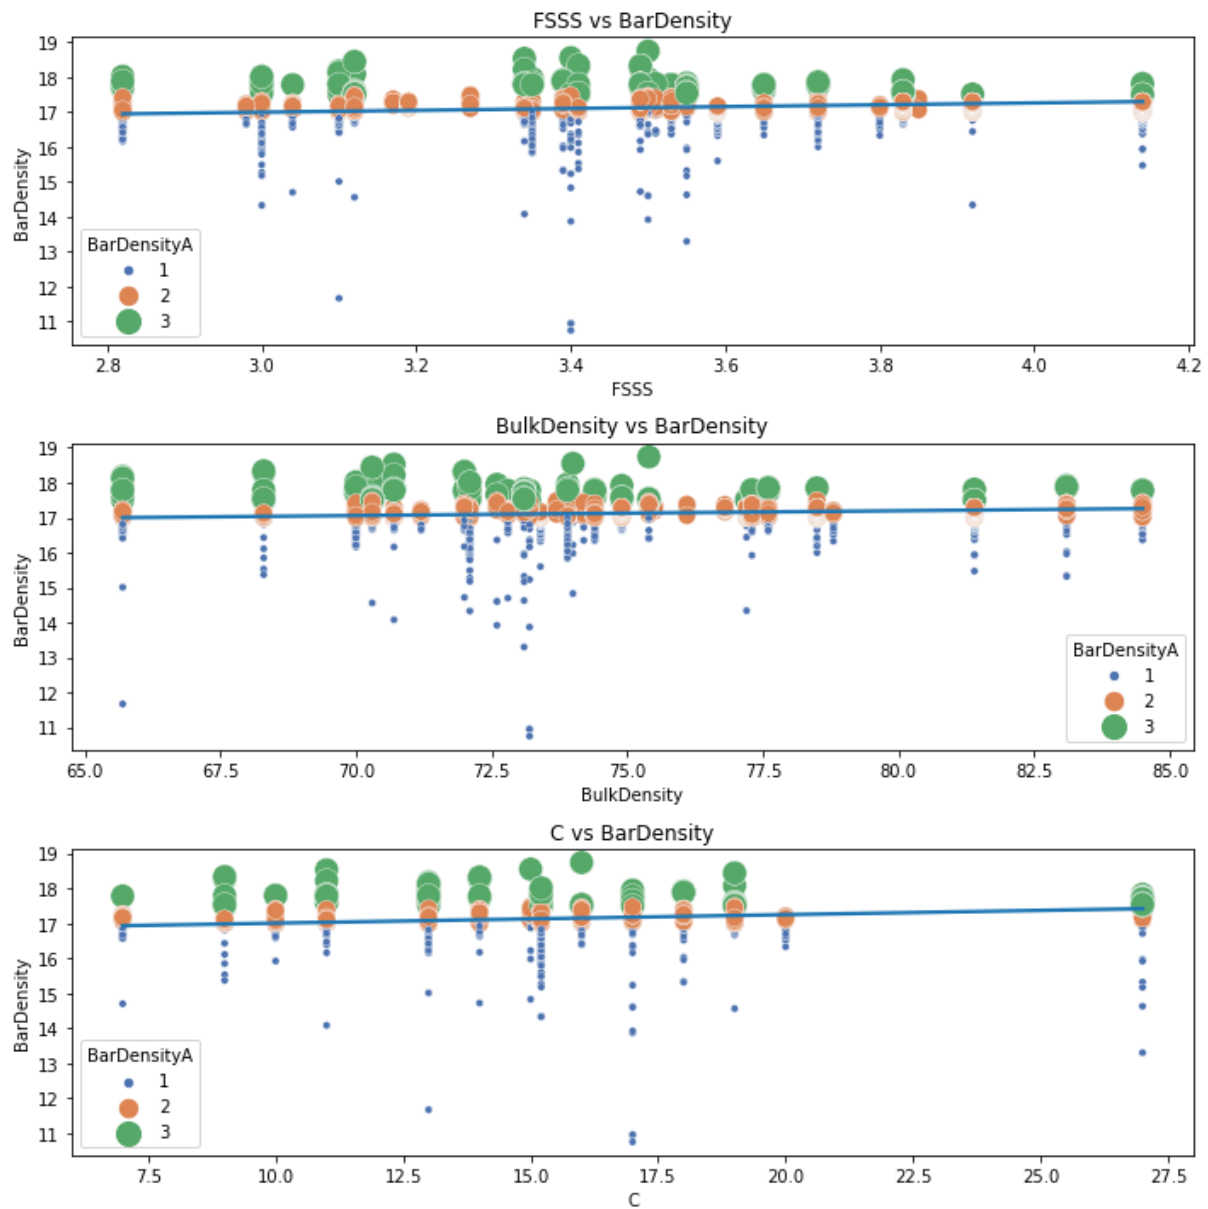 FSSS vs BarDensity
19
18
17
16
15
14
13
12
11
BarDensity
BarDensityA
1
2
3
2.8 3.0 3.2 3.4 3.6 3.8 4.0 4.2
FSSS
BulkDensity vs BarDensity
19
18
17
16
15
14
13
12
11
BarDensity
BarDensityA
1
2
3
65.0 67.5 70.0 72.5 75.0 77.5 80.0 82.5 85.0
BulkDensity
C vs BarDensity
19
18
17
16
15
14
13
12
11
BarDensity
BarDensityA
1
2
3
7.5 10.0 12.5 15.0 17.5 20.0 22.5 25.0 27.5
C